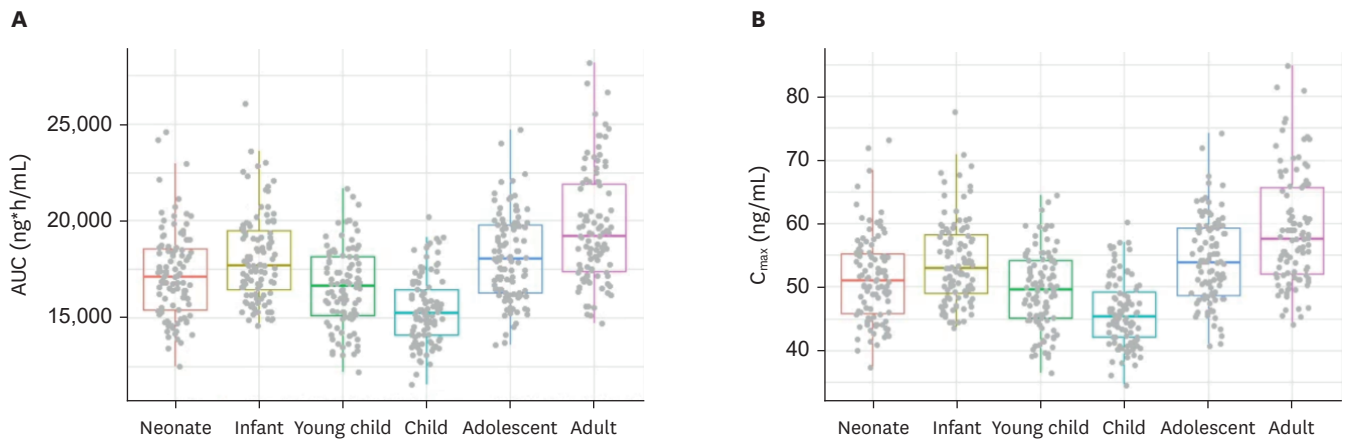 A
AUC (ng*h/mL)
25,000
20,000
15,000
Neonate Infant Young child Child Adolescent Adult
B
Cmax (ng/mL)
80
70
60
50
40
Neonate Infant Young child Child Adolescent Adult